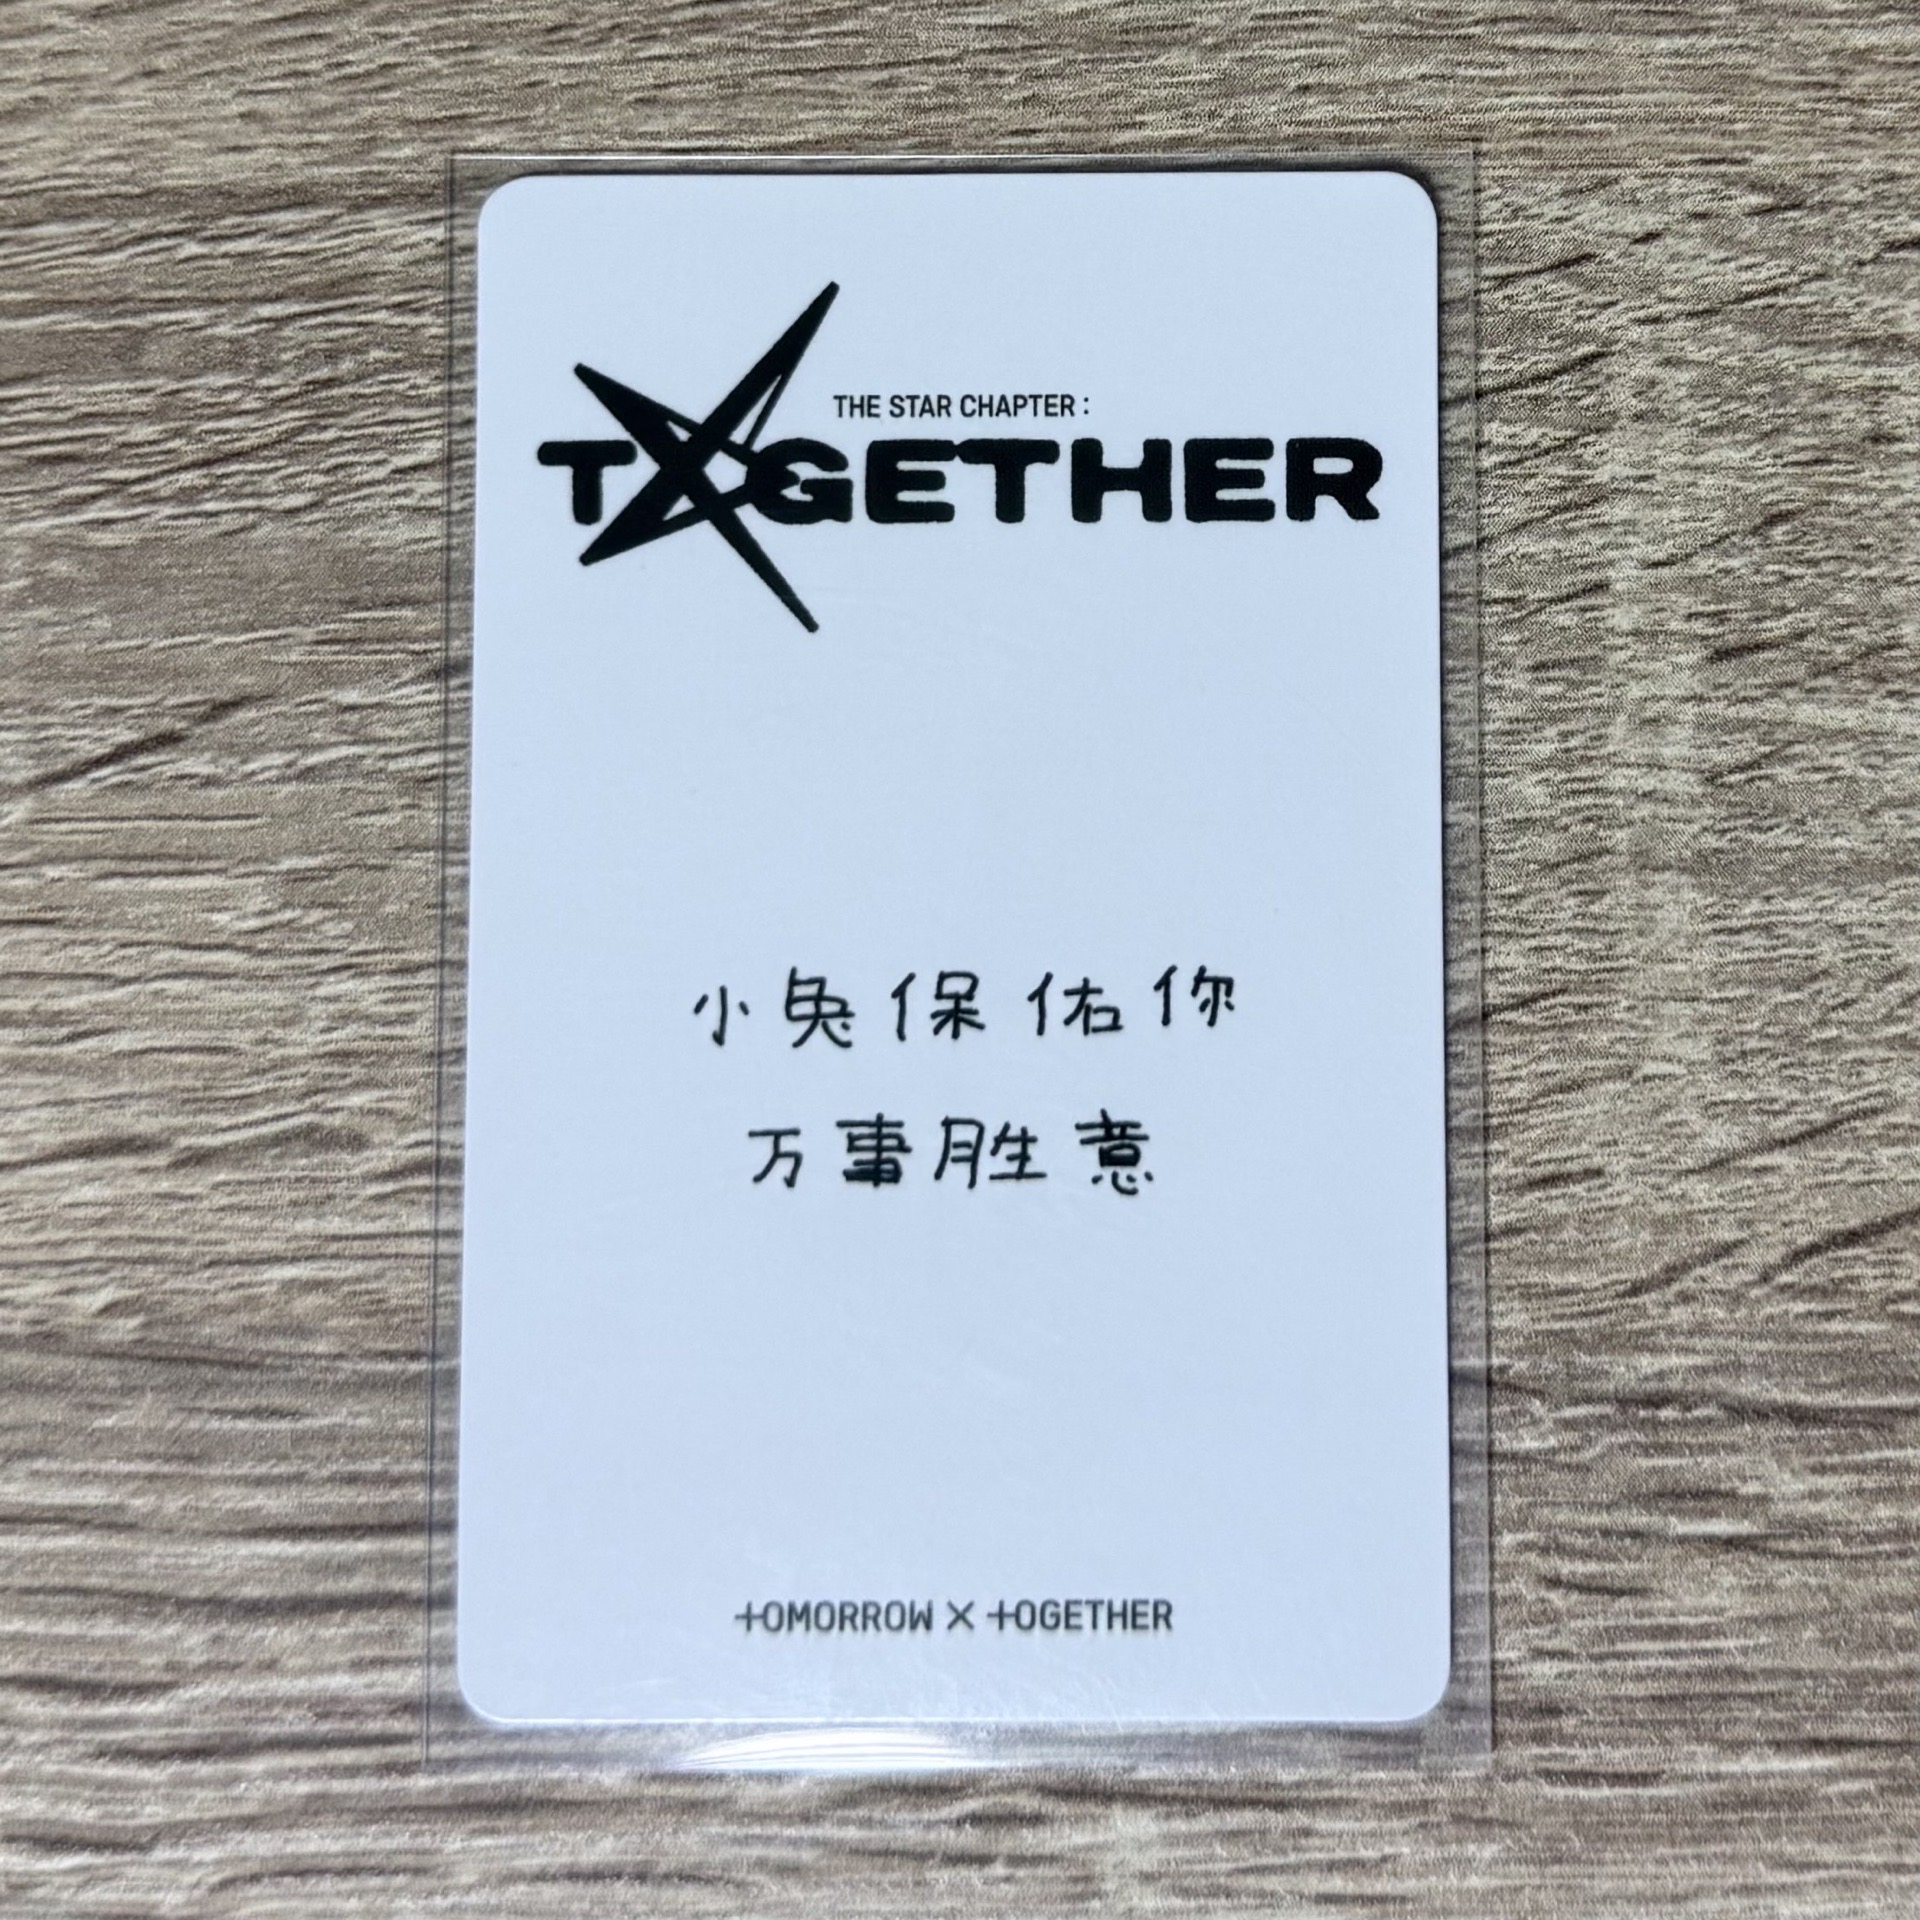 THE STAR CHAPTER :
TOGETHER
小兔保佑你
万事胜意
TOMORROW X TOGETHER